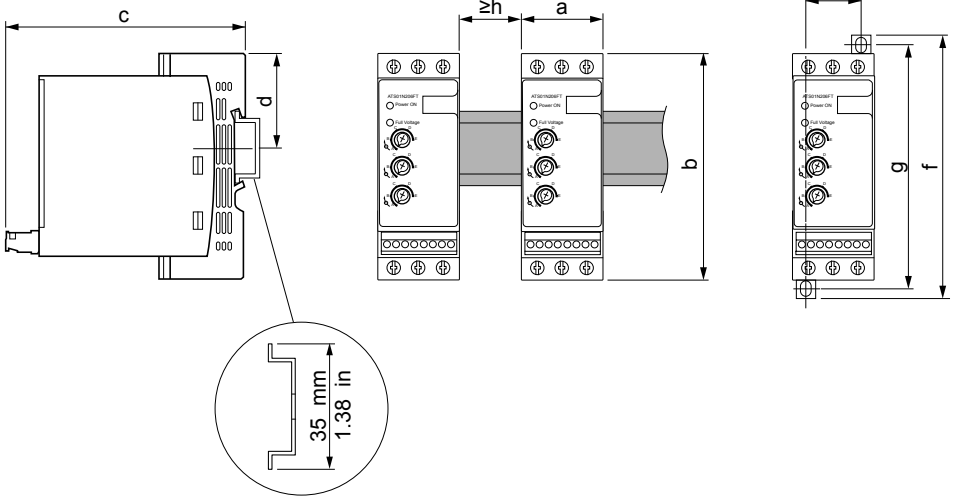 c
≥h
a
d
b
g
f
ATS01N206FT
Power ON
Full Voltage
ATS01N206FT
Power ON
Full Voltage
ATS01N206FT
Power ON
Full Voltage
35 mm
1.38 in